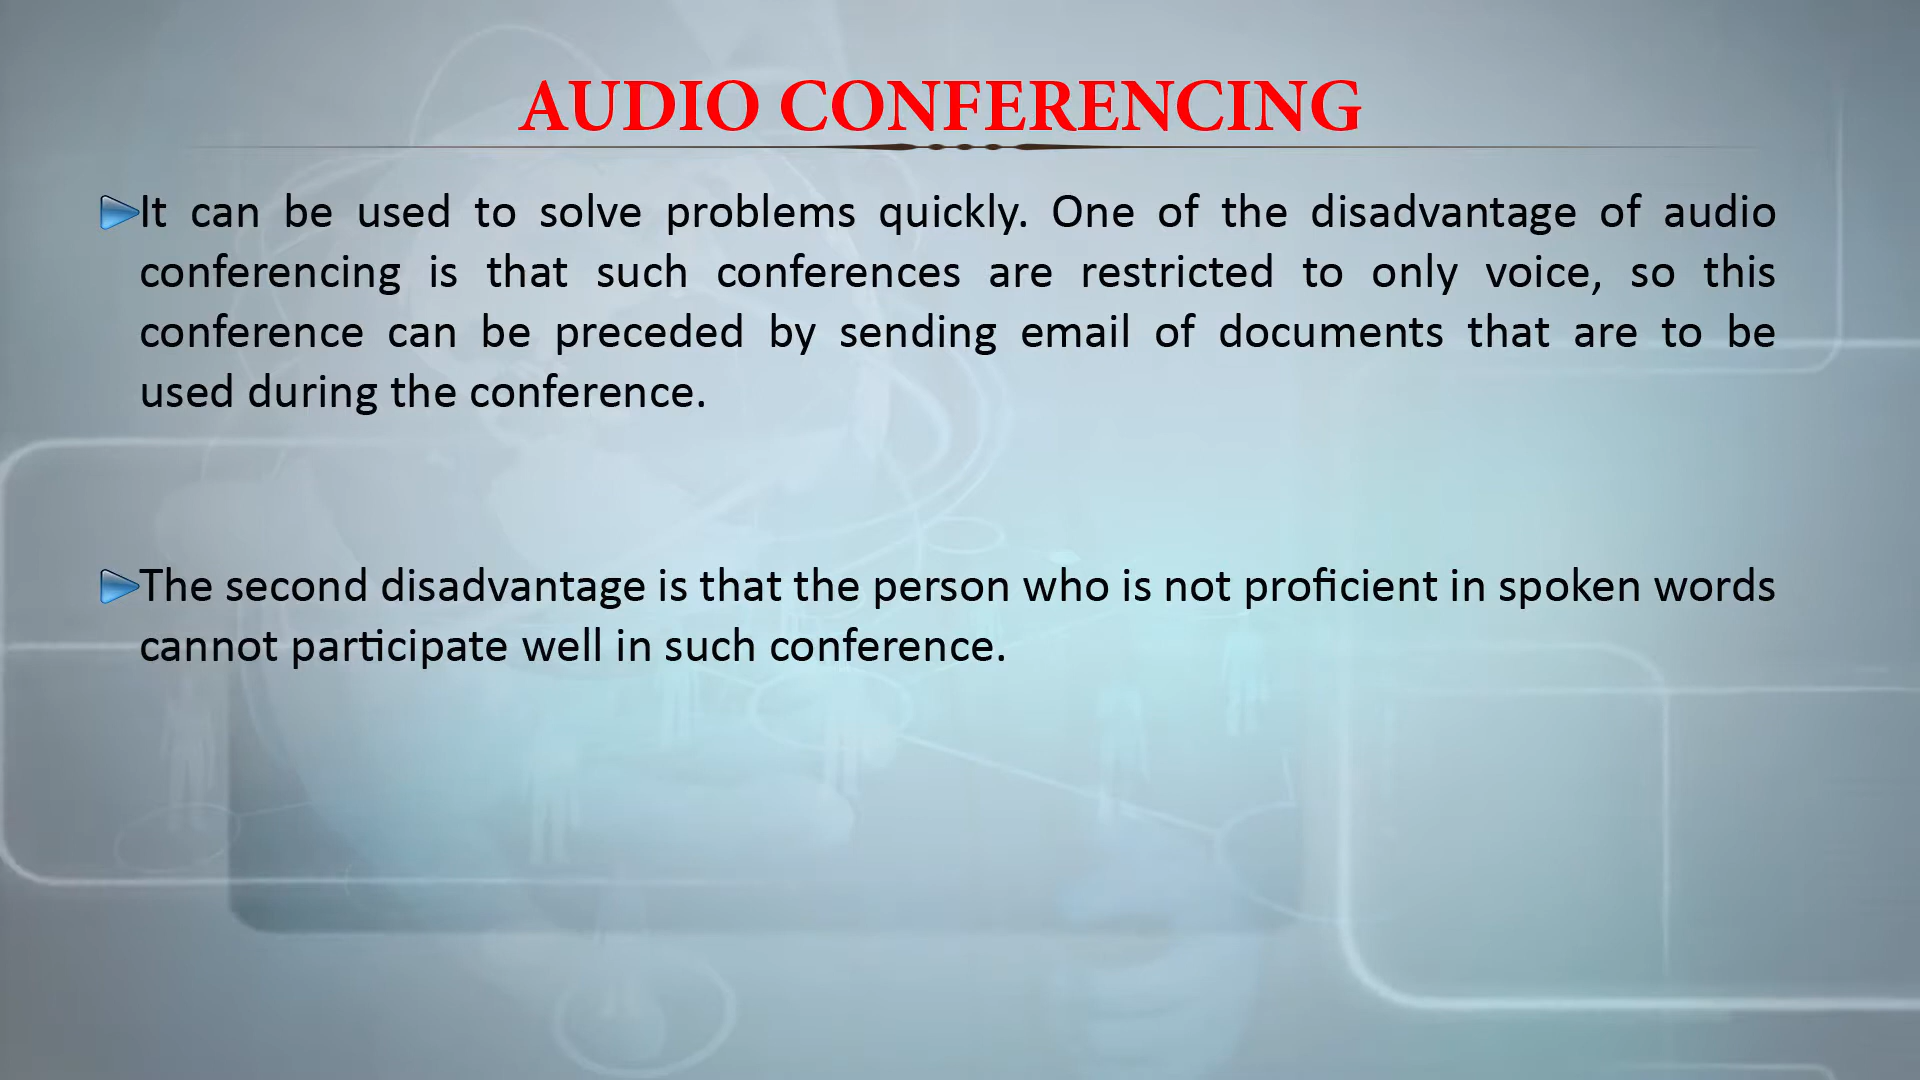 AUDIO CONFERENCING
It can be used to solve problems quickly. One of the disadvantage of audio
conferencing is that such conferences are restricted to only voice, so this
conference can be preceded by sending email of documents that are to be
used during the conference.
The second disadvantage is that the person who is not proficient in spoken words
cannot participate well in such conference.